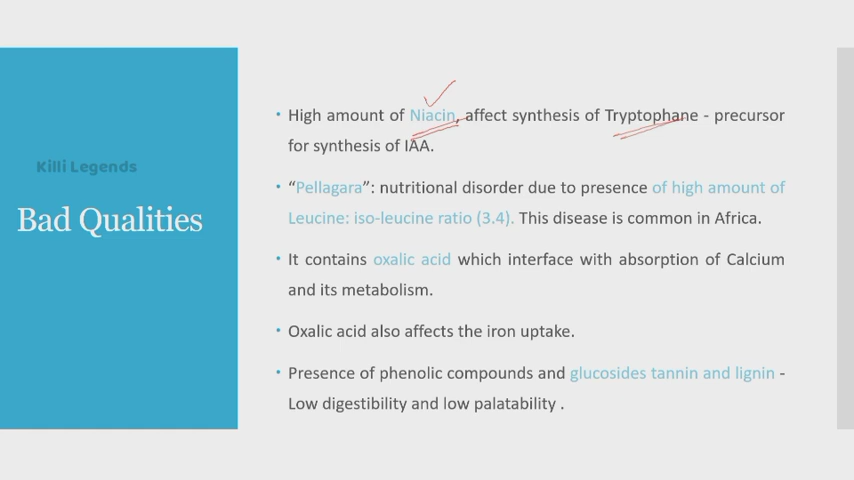 Killi Legends
Bad Qualities
• High amount of Niacin, affect synthesis of Tryptophane - precursor
for synthesis of IAA.
• “Pellagara”: nutritional disorder due to presence of high amount of
Leucine: iso-leucine ratio (3.4). This disease is common in Africa.
• It contains oxalic acid which interface with absorption of Calcium
and its metabolism.
• Oxalic acid also affects the iron uptake.
• Presence of phenolic compounds and glucosides tannin and lignin -
Low digestibility and low palatability .